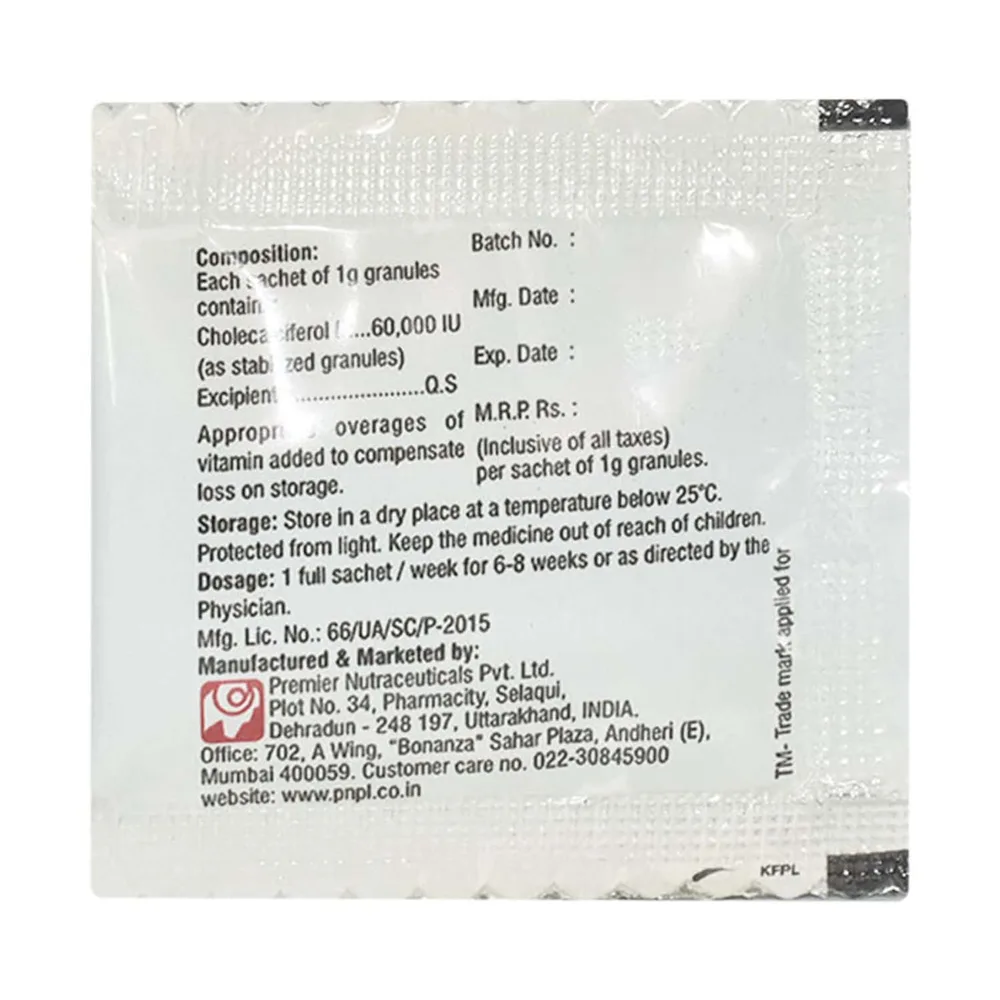 Composition:
Each sachet of 1g granules
contain
Cholecalciferol ....60,000 IU
(as stabilized granules)
Excipient ......................Q.S
Appropriate overages of
vitamin added to compensate
loss on storage.
Batch No. :
Mfg. Date :
Exp. Date :
M.R.P. Rs. :
(Inclusive of all taxes)
per sachet of 1g granules.
Storage: Store in a dry place at a temperature below 25°C.
Protected from light. Keep the medicine out of reach of children.
Dosage: 1 full sachet / week for 6-8 weeks or as directed by the
Physician.
Mfg. Lic. No.: 66/UA/SC/P-2015
Manufactured & Marketed by:
Premier Nutraceuticals Pvt. Ltd.
Plot No. 34, Pharmacity, Selaqui,
Dehradun - 248 197, Uttarakhand, INDIA.
Office: 702, A Wing, "Bonanza" Sahar Plaza, Andheri (E),
Mumbai 400059. Customer care no. 022-30845900
website: www.pnpl.co.in
TM- Trade mark applied for
KFPL